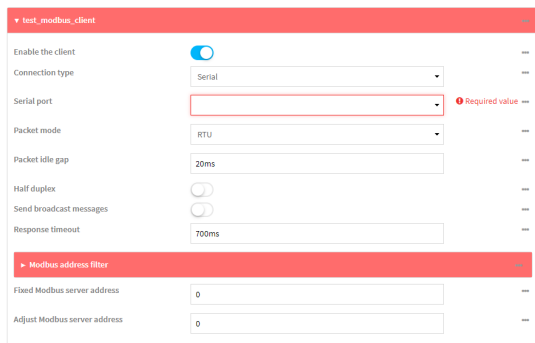 ▼ test_modbus_client
Enable the client
Connection type Serial
Serial port Required value
Packet mode RTU
Packet idle gap 20ms
Half duplex
Send broadcast messages
Response timeout 700ms
► Modbus address filter
Fixed Modbus server address 0
Adjust Modbus server address 0